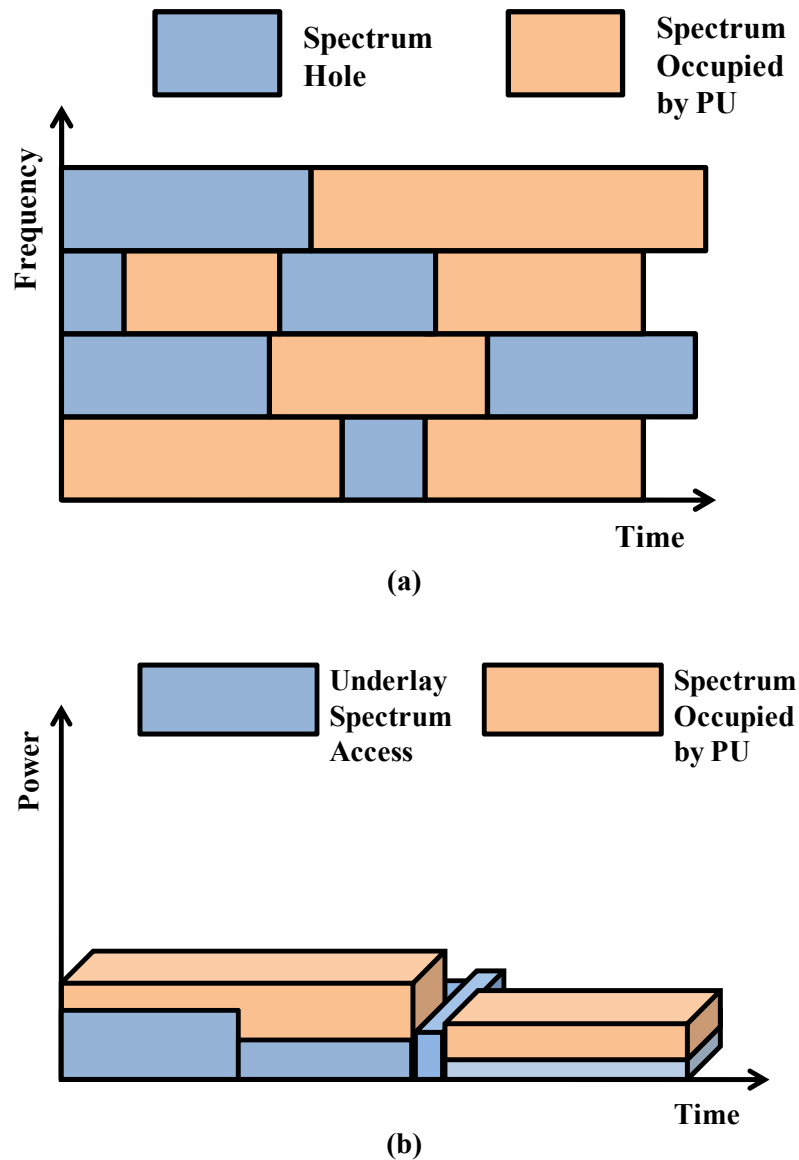 Spectrum
Hole
Spectrum
Occupied
by PU
Frequency
Time
(a)
Underlay
Spectrum
Access
Spectrum
Occupied
by PU
Power
Time
(b)